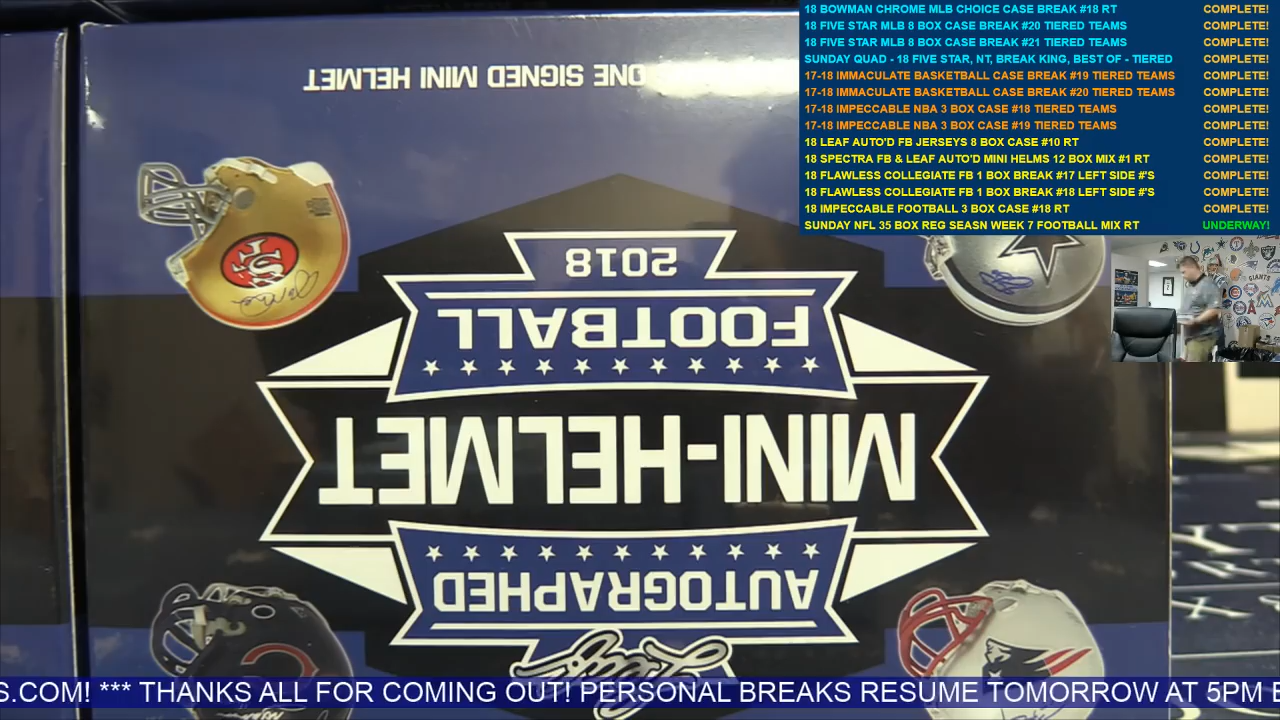 18 BOWMAN CHROME MLB CHOICE CASE BREAK #18 RT COMPLETE!
18 FIVE STAR MLB 8 BOX CASE BREAK #20 TIERED TEAMS COMPLETE!
18 FIVE STAR MLB 8 BOX CASE BREAK #21 TIERED TEAMS COMPLETE!
SUNDAY QUAD - 18 FIVE STAR, NT, BREAK KING, BEST OF - TIERED COMPLETE!
17-18 IMMACULATE BASKETBALL CASE BREAK #19 TIERED TEAMS COMPLETE!
17-18 IMMACULATE BASKETBALL CASE BREAK #20 TIERED TEAMS COMPLETE!
17-18 IMPECCABLE NBA 3 BOX CASE #18 TIERED TEAMS COMPLETE!
17-18 IMPECCABLE NBA 3 BOX CASE #19 TIERED TEAMS COMPLETE!
18 LEAF AUTO'D FB JERSEYS 8 BOX CASE #10 RT COMPLETE!
18 SPECTRA FB & LEAF AUTO'D MINI HELMS 12 BOX MIX #1 RT COMPLETE!
18 FLAWLESS COLLEGIATE FB 1 BOX BREAK #17 LEFT SIDE #'S COMPLETE!
18 FLAWLESS COLLEGIATE FB 1 BOX BREAK #18 LEFT SIDE #'S COMPLETE!
18 IMPECCABLE FOOTBALL 3 BOX CASE #18 RT COMPLETE!
SUNDAY NFL 35 BOX REG SEASN WEEK 7 FOOTBALL MIX RT UNDERWAY!
Leaf
AUTOGRAPHED
MINI-HELMET
FOOTBALL
2018
ONE SIGNED MINI HELMET
SF
S.COM! *** THANKS ALL FOR COMING OUT! PERSONAL BREAKS RESUME TOMORROW AT 5PM E